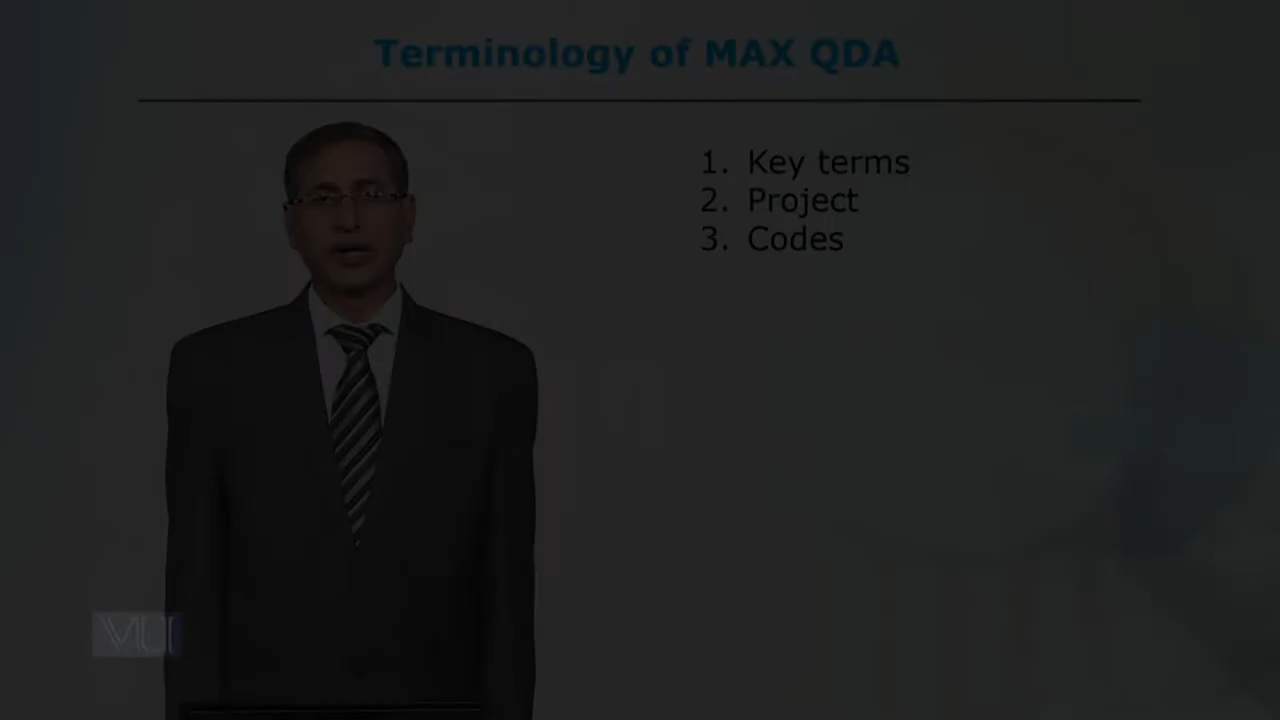 Terminology of MAX QDA
1. Key terms
2. Project
3. Codes
VU